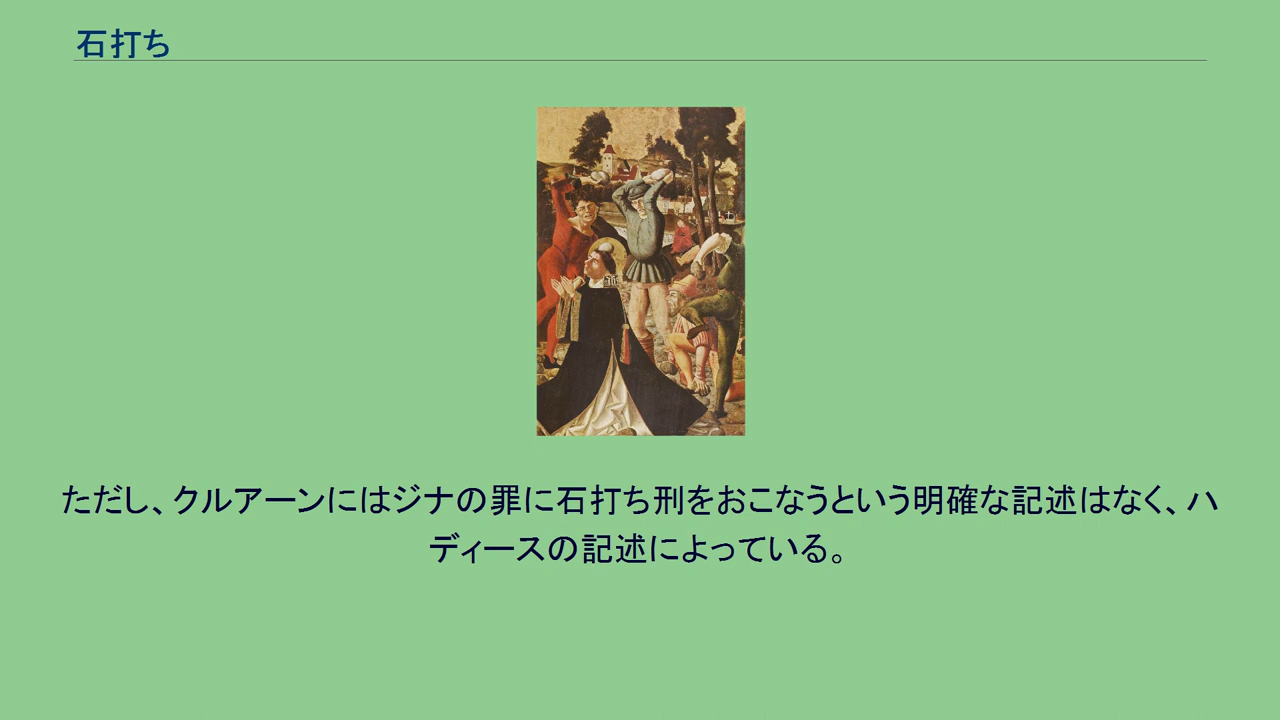 石打ち
ただし、クルアーンにはジナの罪に石打ち刑をおこなうという明確な記述はなく、ハ
ディースの記述によっている。